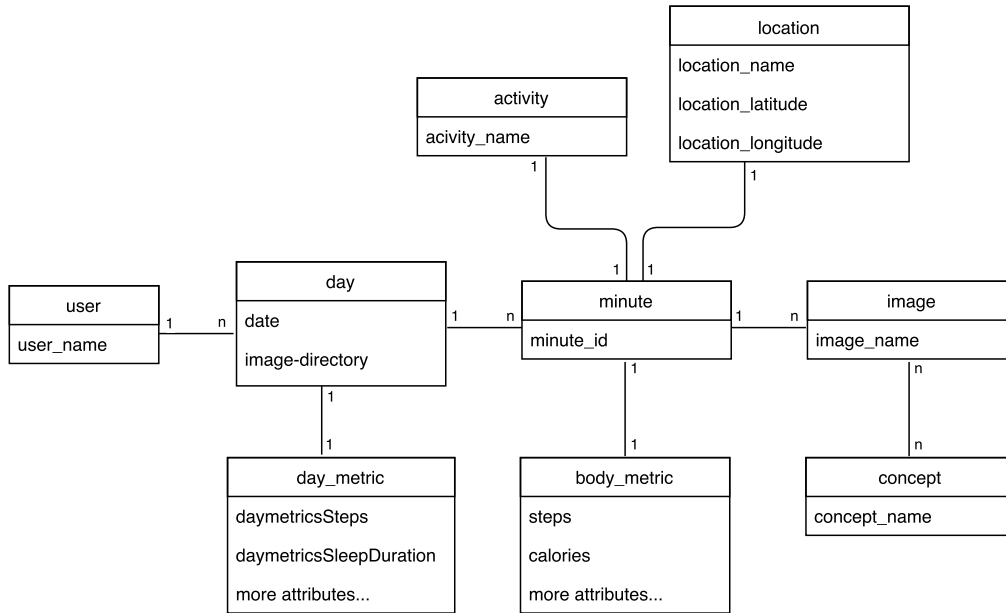 location
location_name
location_latitude
location_longitude
1
activity
acivity_name
1
1
1
user
user_name
1
n
day
date
image-directory
1
n
minute
minute_id
1
n
image
image_name
1
1
day_metric
daymetricsSteps
daymetricsSleepDuration
more attributes...
1
1
body_metric
steps
calories
more attributes...
n
n
concept
concept_name